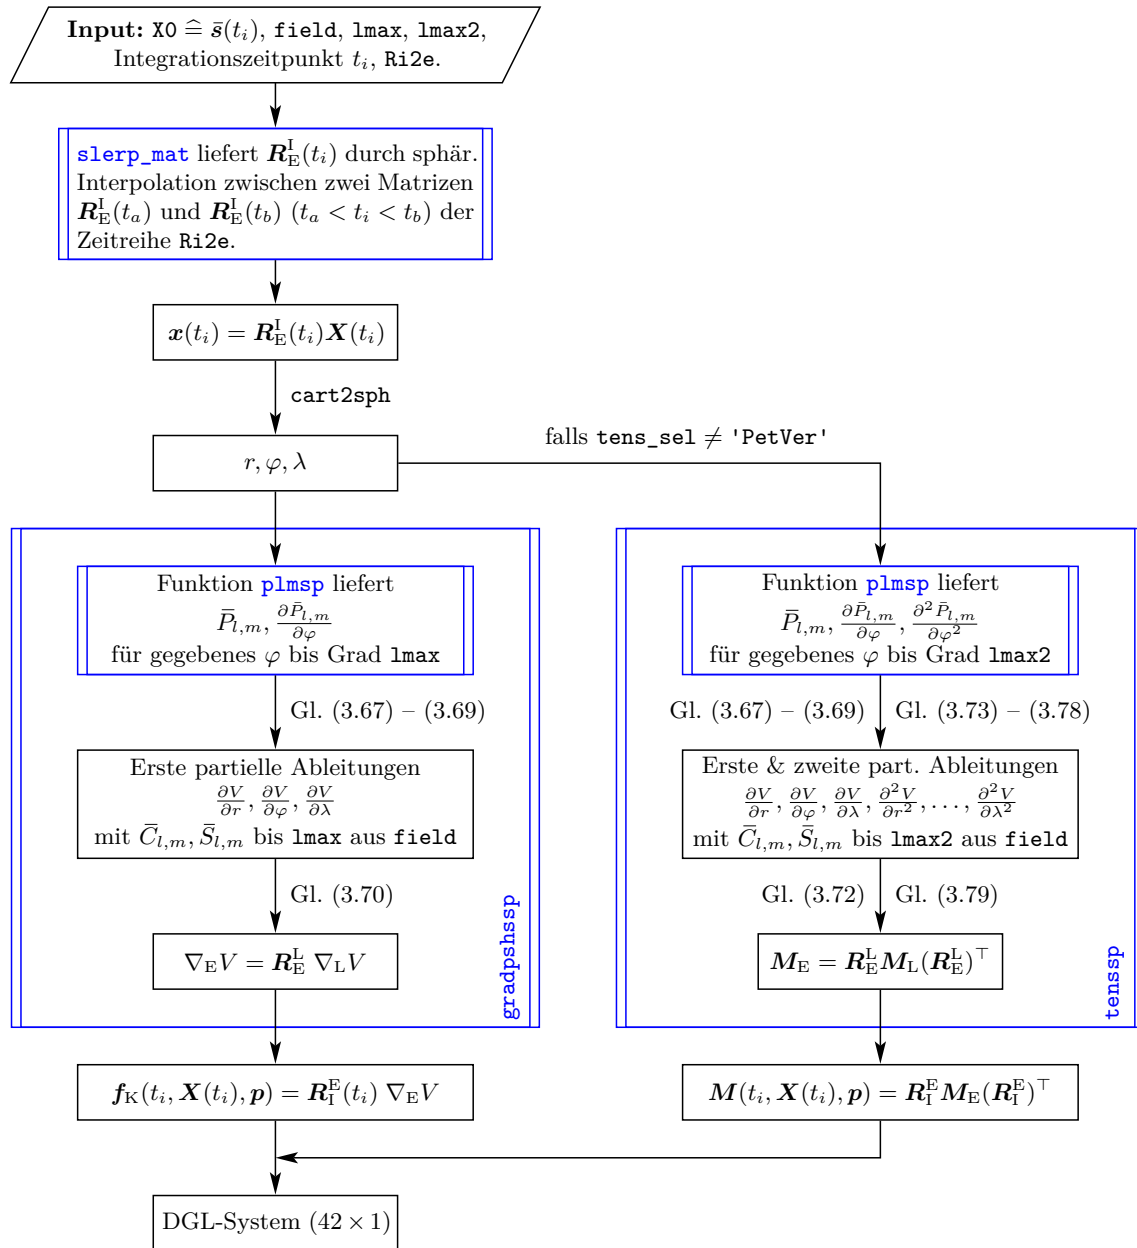 Input: X0 ≙ s̄(tᵢ), field, lmax, lmax2,
Integrationszeitpunkt tᵢ, Ri2e.
slerp_mat liefert R_E^I(tᵢ) durch sphär.
Interpolation zwischen zwei Matrizen
R_E^I(t_a) und R_E^I(t_b) (t_a < tᵢ < t_b) der
Zeitreihe Ri2e.
x(tᵢ) = R_E^I(tᵢ)X(tᵢ)
cart2sph
r, φ, λ
falls tens_sel ≠ 'PetVer'
Funktion plmsp liefert
P̄_{l,m}, ∂P̄_{l,m}/∂φ
für gegebenes φ bis Grad lmax
Gl. (3.67) – (3.69)
Erste partielle Ableitungen
∂V/∂r, ∂V/∂φ, ∂V/∂λ
mit C̄_{l,m}, S̄_{l,m} bis lmax aus field
Gl. (3.70)
∇_E V = R_E^L ∇_L V
gradpshssp
Funktion plmsp liefert
P̄_{l,m}, ∂P̄_{l,m}/∂φ, ∂²P̄_{l,m}/∂φ²
für gegebenes φ bis Grad lmax2
Gl. (3.67) – (3.69) Gl. (3.73) – (3.78)
Erste & zweite part. Ableitungen
∂V/∂r, ∂V/∂φ, ∂V/∂λ, ∂²V/∂r², . . . , ∂²V/∂λ²
mit C̄_{l,m}, S̄_{l,m} bis lmax2 aus field
Gl. (3.72) Gl. (3.79)
M_E = R_E^L M_L (R_E^L)^⊤
tenssp
f_K(tᵢ, X(tᵢ), p) = R_I^E(tᵢ) ∇_E V
M(tᵢ, X(tᵢ), p) = R_I^E M_E (R_I^E)^⊤
DGL-System (42 × 1)